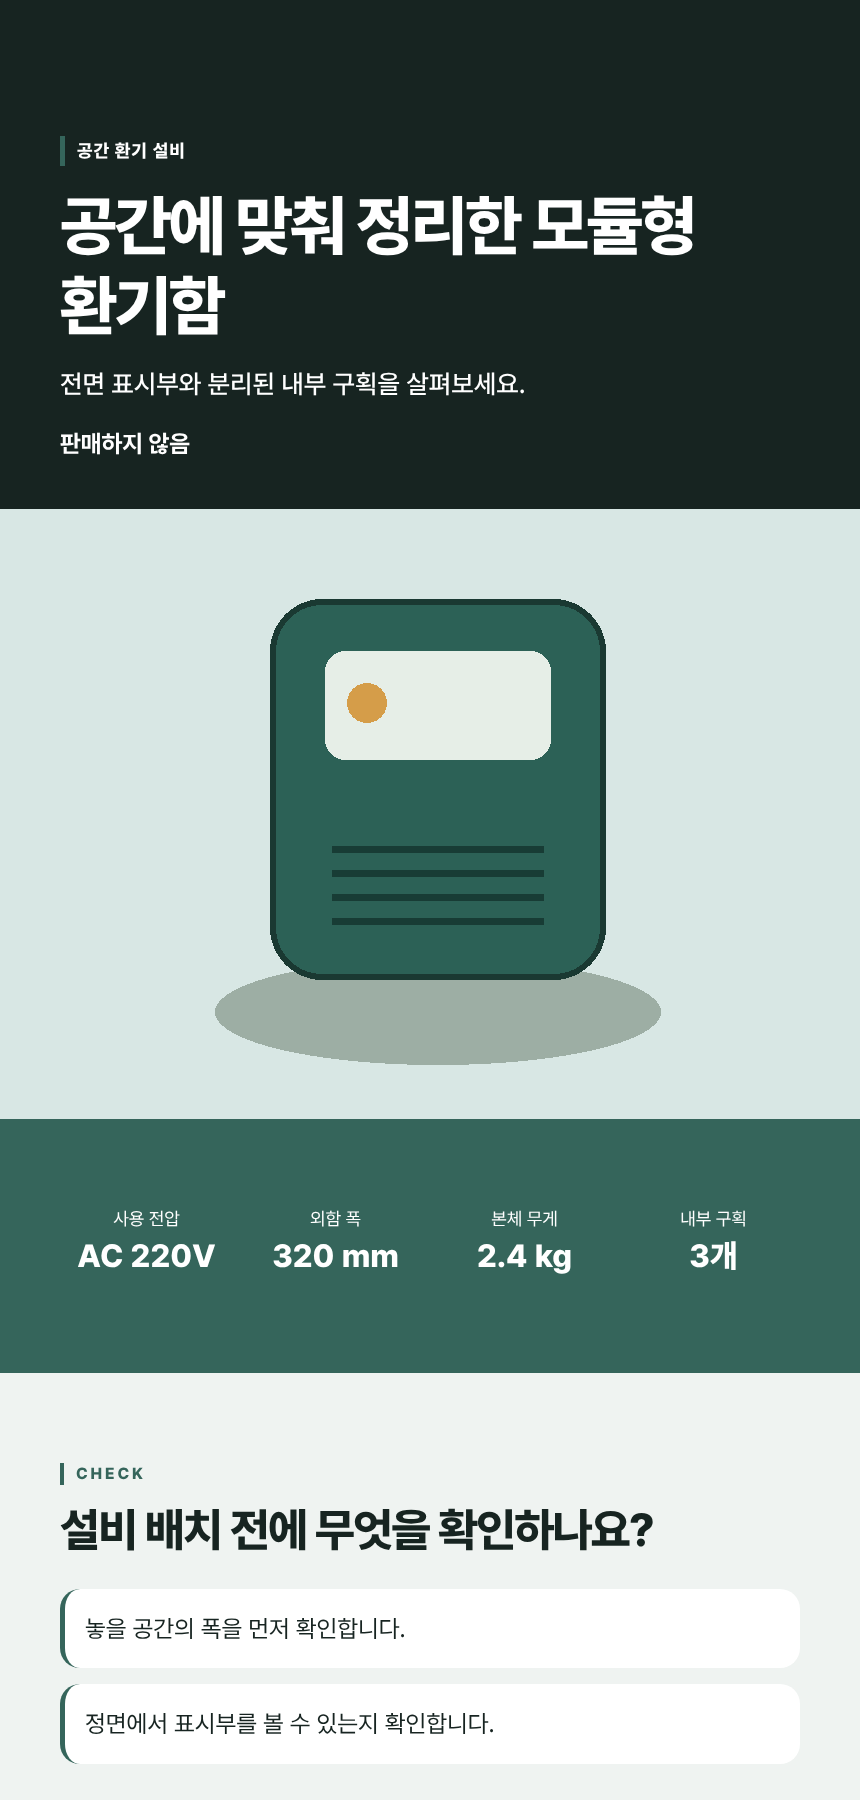 공간 환기 설비
공간에 맞춰 정리한 모듈형
환기함
전면 표시부와 분리된 내부 구획을 살펴보세요.
판매하지 않음
사용 전압
AC 220V
외함 폭
320 mm
본체 무게
2.4 kg
내부 구획
3개
CHECK
설비 배치 전에 무엇을 확인하나요?
놓을 공간의 폭을 먼저 확인합니다.
정면에서 표시부를 볼 수 있는지 확인합니다.